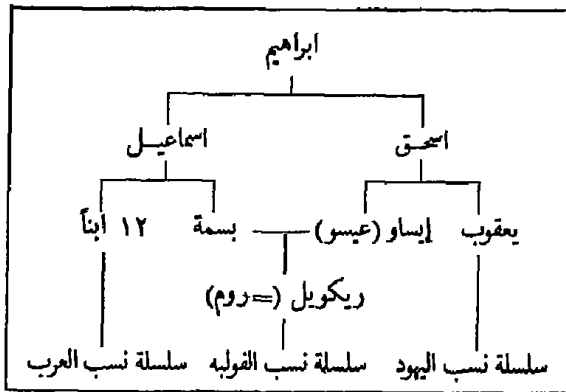 ابراهيم
اسحق اسماعيل
يعقوب إيساو (عيسو) بسمة ١٢ ابناً
ريكويل (=روم)
سلسلة نسب اليهود سلسلة نسب الفولبه سلسلة نسب العرب